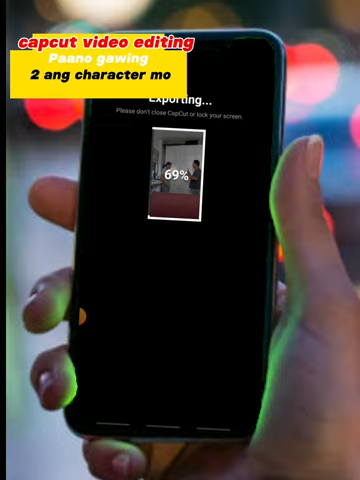 capcut video editing
Paano gawing
2 ang character mo
Exporting...
Please don't close CapCut or lock your screen.
69%